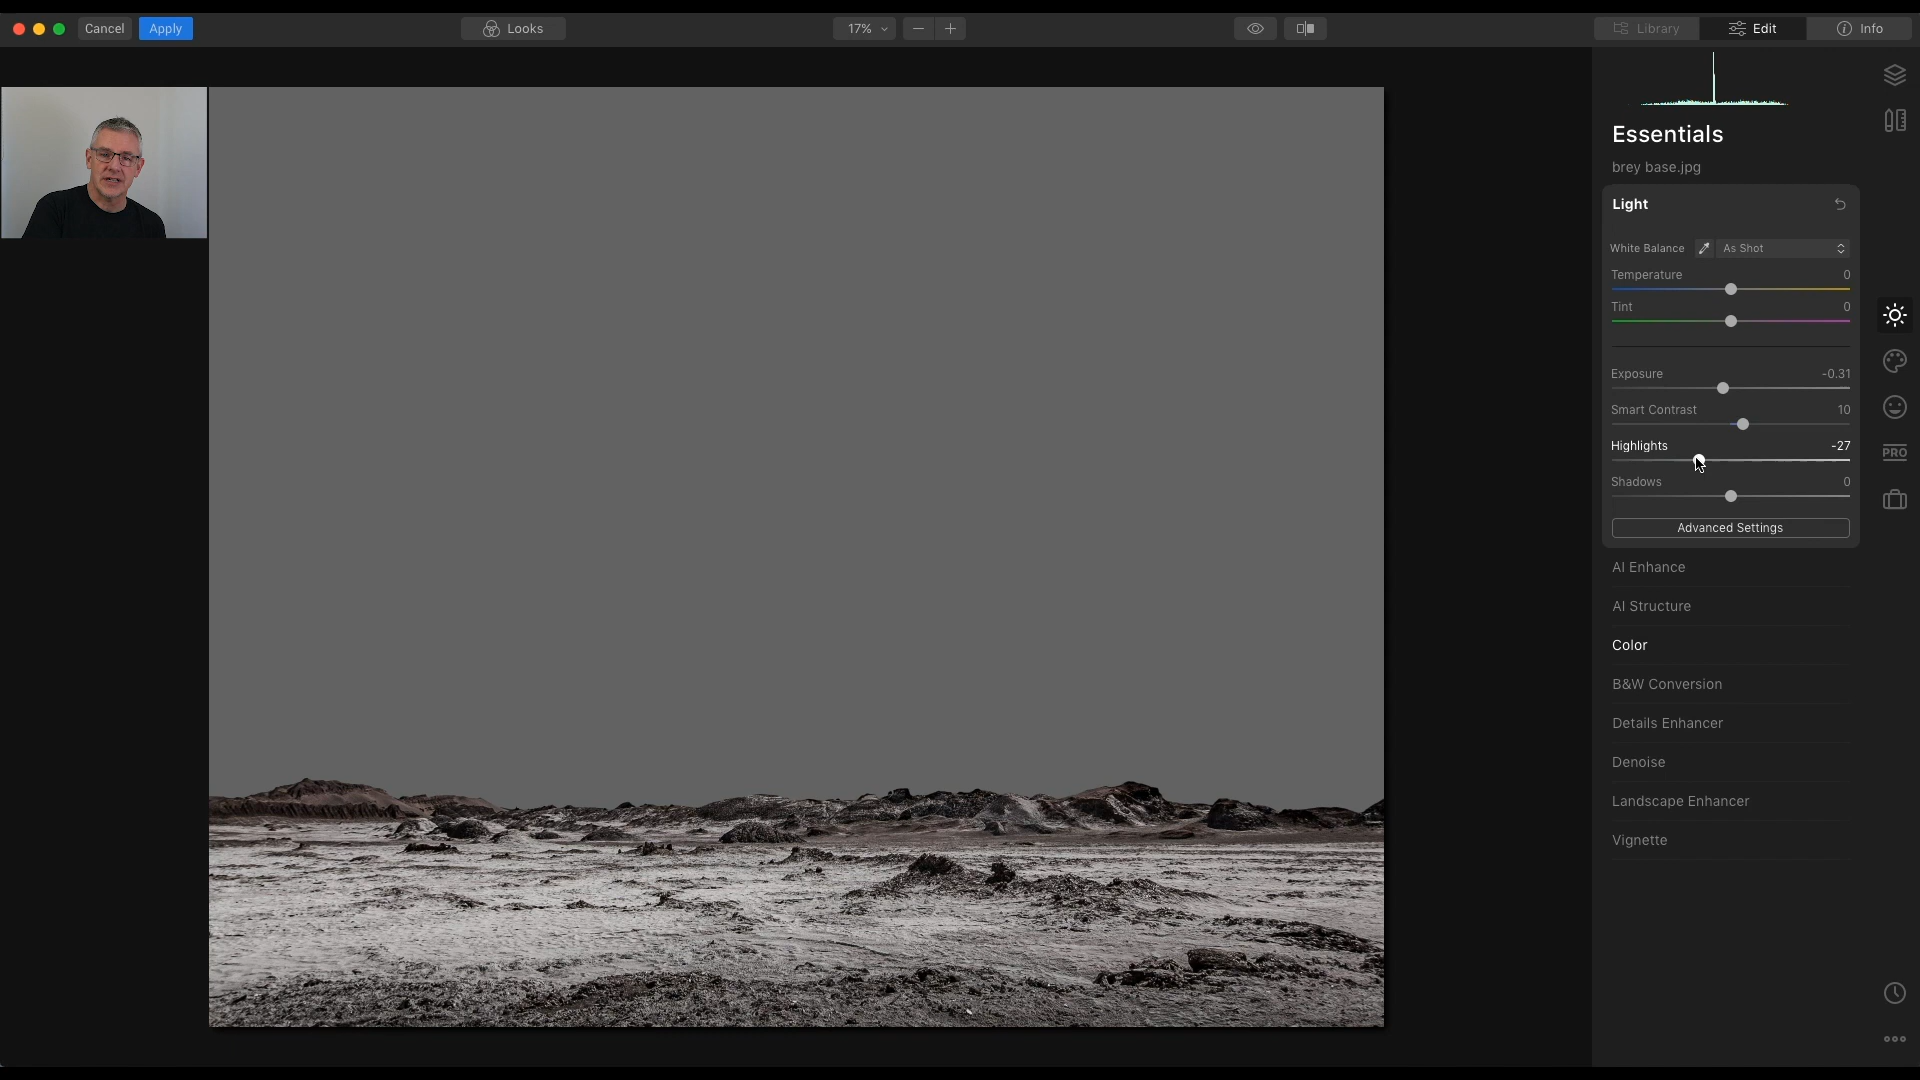 Cancel Apply Looks 17% Library Edit Info
Essentials
brey base.jpg
Light
White Balance As Shot
Temperature 0
Tint 0
Exposure -0.31
Smart Contrast 10
Highlights -27
Shadows 0
Advanced Settings
AI Enhance
AI Structure
Color
B&W Conversion
Details Enhancer
Denoise
Landscape Enhancer
Vignette
PRO